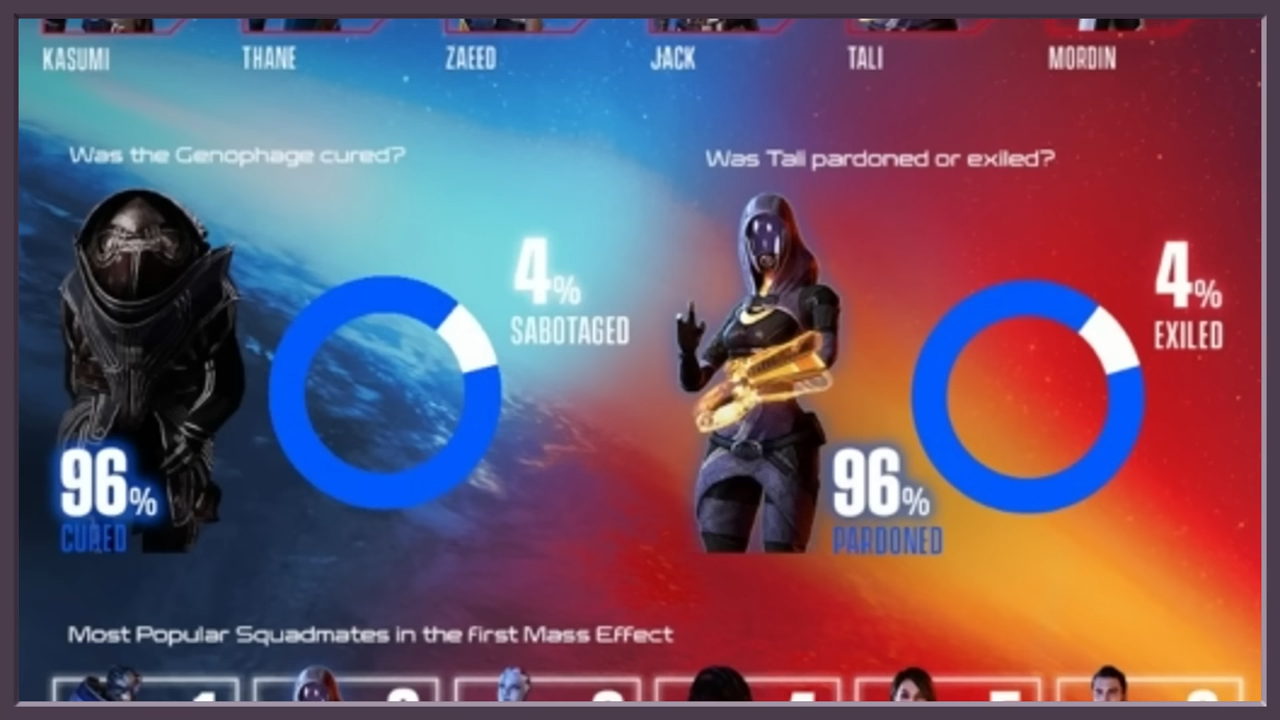 KASUMI THANE ZAEED JACK TALI MORDIN
Was the Genophage cured?
Was Tali pardoned or exiled?
4%
SABOTAGED
4%
EXILED
96%
CURED
96%
PARDONED
Most Popular Squadmates in the first Mass Effect